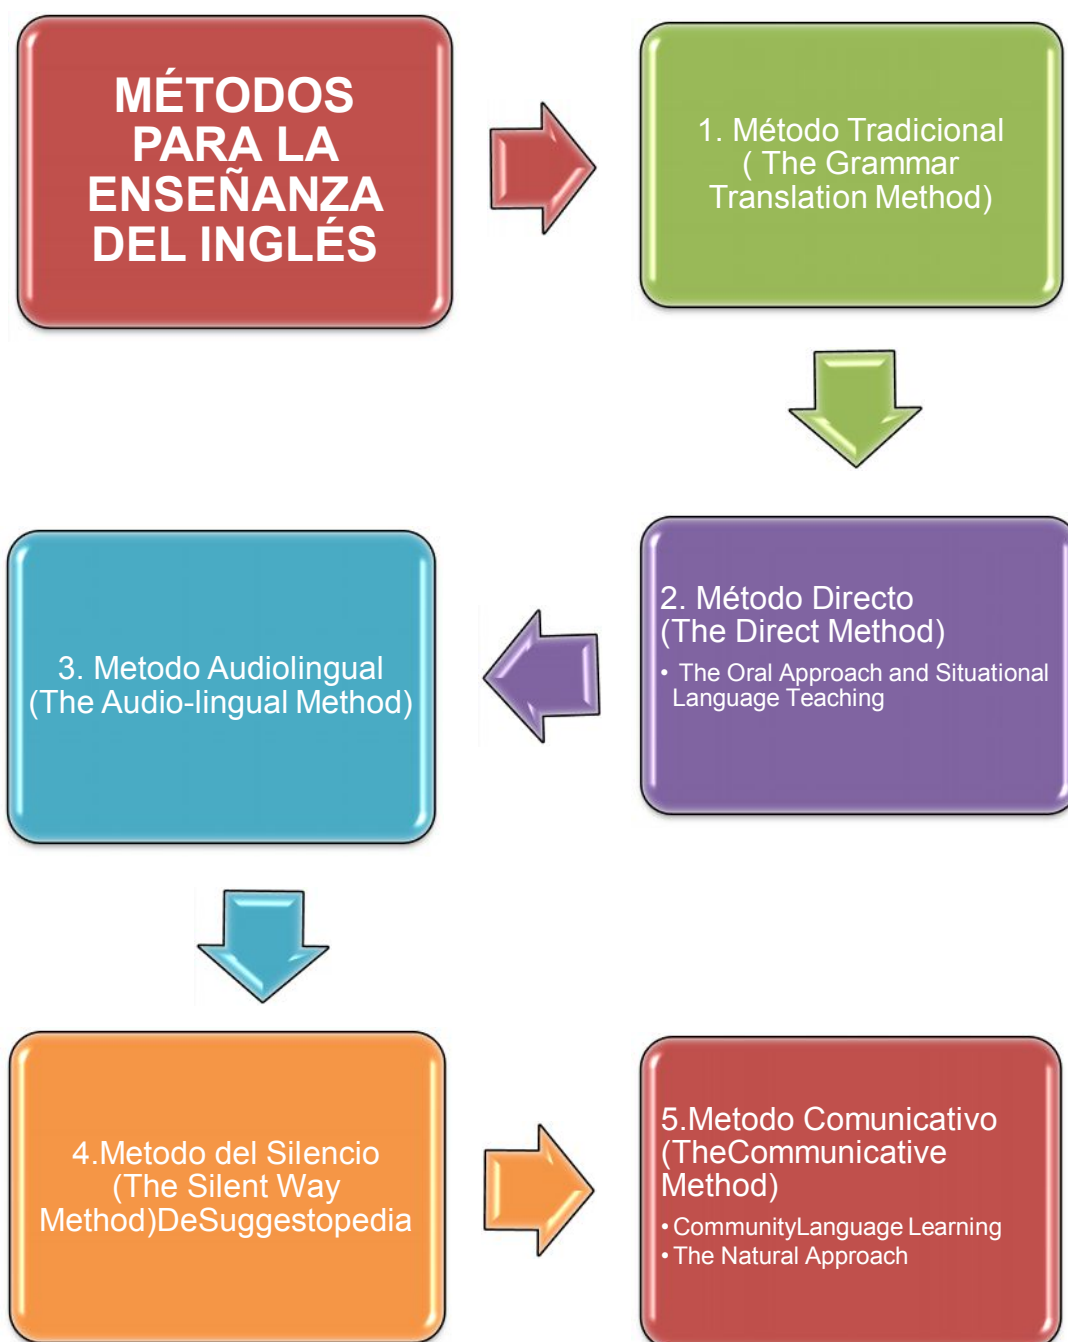 MÉTODOS
PARA LA
ENSEÑANZA
DEL INGLÉS
1. Método Tradicional
( The Grammar
Translation Method)
2. Método Directo
(The Direct Method)
• The Oral Approach and Situational
Language Teaching
3. Metodo Audiolingual
(The Audio-lingual Method)
4.Metodo del Silencio
(The Silent Way
Method)DeSuggestopedia
5.Metodo Comunicativo
(TheCommunicative
Method)
• CommunityLanguage Learning
• The Natural Approach